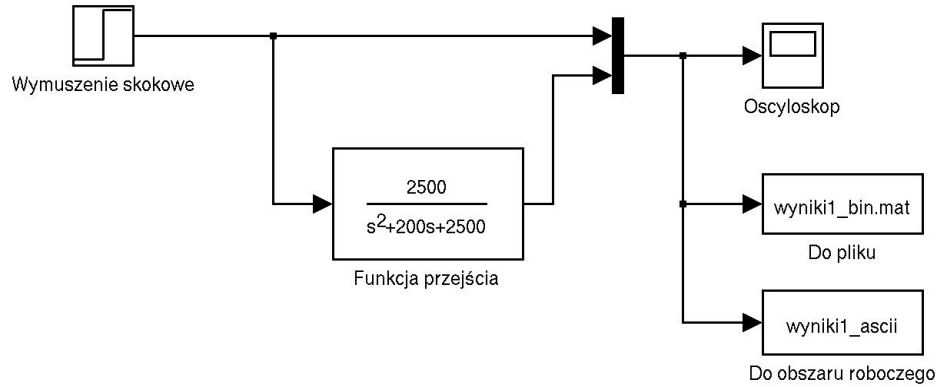 Wymuszenie skokowe
2500
s2+200s+2500
Funkcja przejścia
Oscyloskop
wyniki1_bin.mat
Do pliku
wyniki1_ascii
Do obszaru roboczego